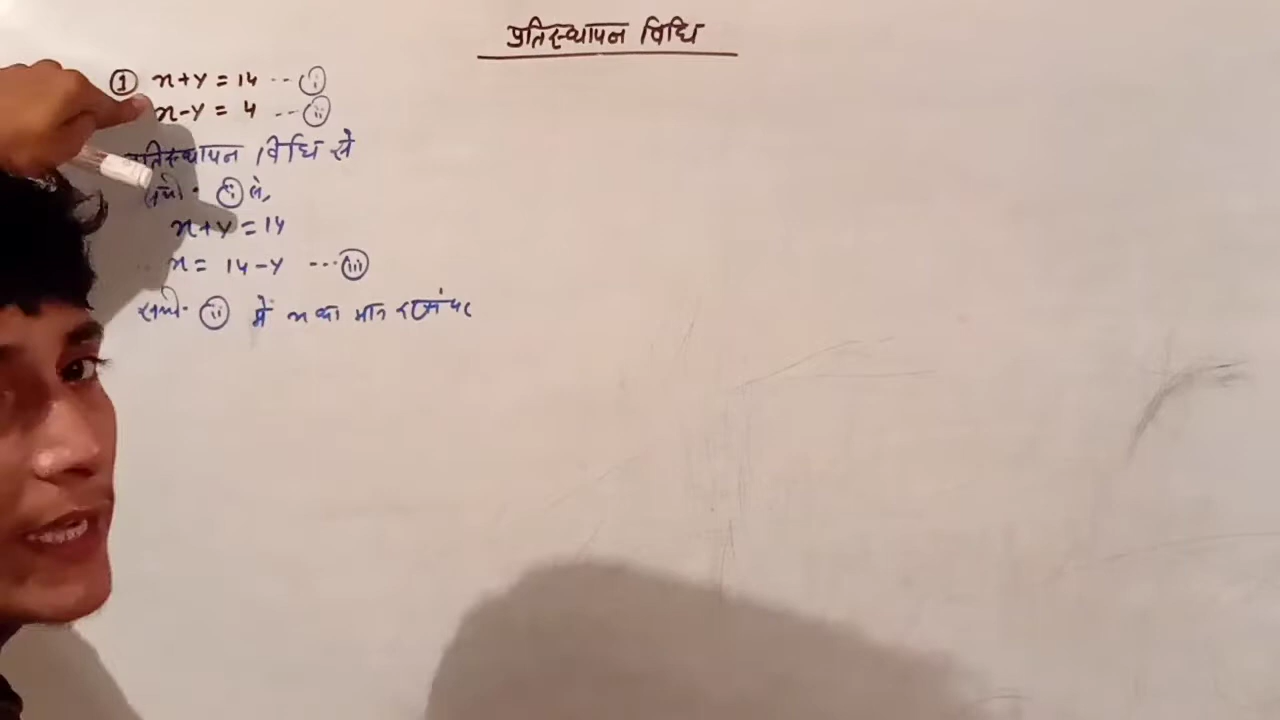 प्रतिस्थापन विधि
① x+y = 14 --- ⓘ
x-y = 4 --- ⓘⓘ
प्रतिस्थापन विधि से
समी॰ ⓘ से,
x+y = 14
x = 14-y ---- ⓘⓘⓘ
समी॰ ⓘⓘ में x का मान रखने पर